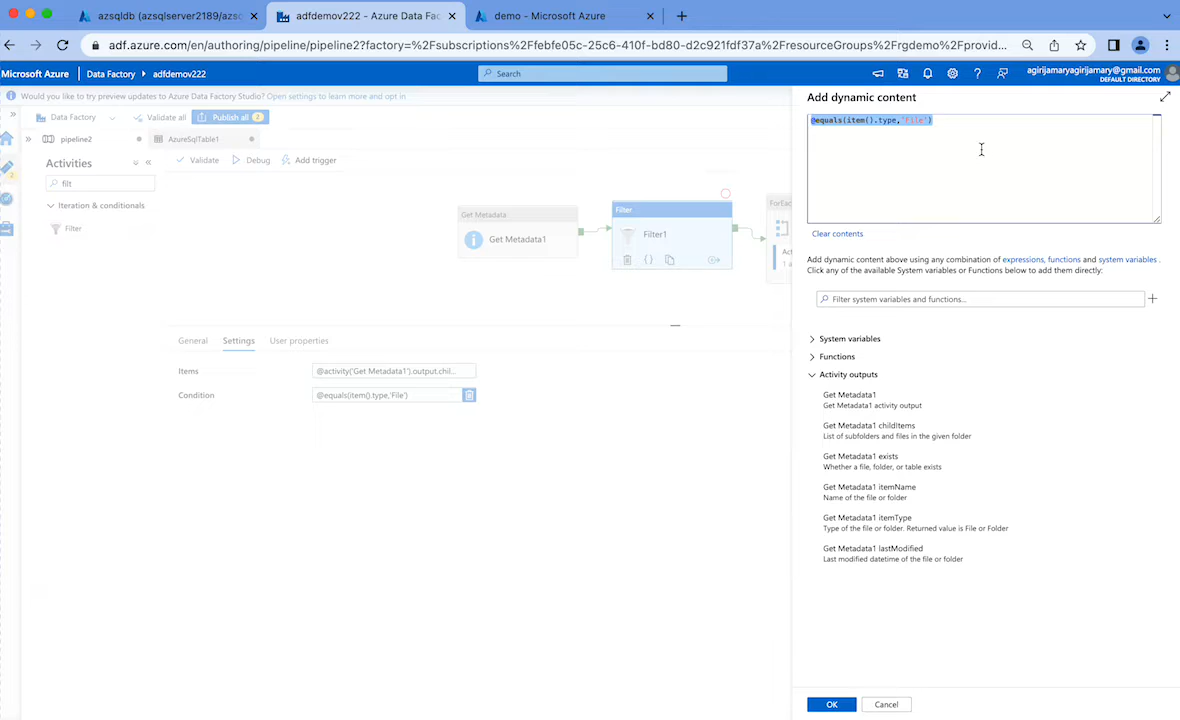 azsqldb (azsqlserver2189/azsq
adfdemov222 - Azure Data Fac
demo - Microsoft Azure
adf.azure.com/en/authoring/pipeline/pipeline2?factory=%2Fsubscriptions%2Ffebfe05c-25c6-410f-bd80-d2c921fdf37a%2FresourceGroups%2Frgdemo%2Fprovid...
Microsoft Azure
Data Factory
adfdemov222
Search
agirijamaryagirijamary@gmail.com
DEFAULT DIRECTORY
Would you like to try preview updates to Azure Data Factory Studio? Open settings to learn more and opt in
Data Factory
Validate all
Publish all 2
pipeline2
AzureSqlTable1
Activities
filt
Iteration & conditionals
Filter
Validate
Debug
Add trigger
Get Metadata
Get Metadata1
Filter
Filter1
ForEac
Act
General
Settings
User properties
Items
@activity('Get Metadata1').output.chil...
Condition
@equals(item().type,'File')
Add dynamic content
@equals(item().type,'File')
Clear contents
Add dynamic content above using any combination of expressions, functions and system variables .
Click any of the available System variables or Functions below to add them directly:
Filter system variables and functions...
System variables
Functions
Activity outputs
Get Metadata1
Get Metadata1 activity output
Get Metadata1 childItems
List of subfolders and files in the given folder
Get Metadata1 exists
Whether a file, folder, or table exists
Get Metadata1 itemName
Name of the file or folder
Get Metadata1 itemType
Type of the file or folder. Returned value is File or Folder
Get Metadata1 lastModified
Last modified datetime of the file or folder
OK
Cancel